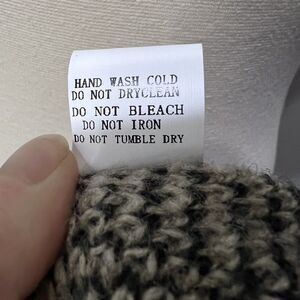 HAND WASH COLD
DO NOT DRYCLEAN
DO NOT BLEACH
DO NOT IRON
DO NOT TUMBLE DRY